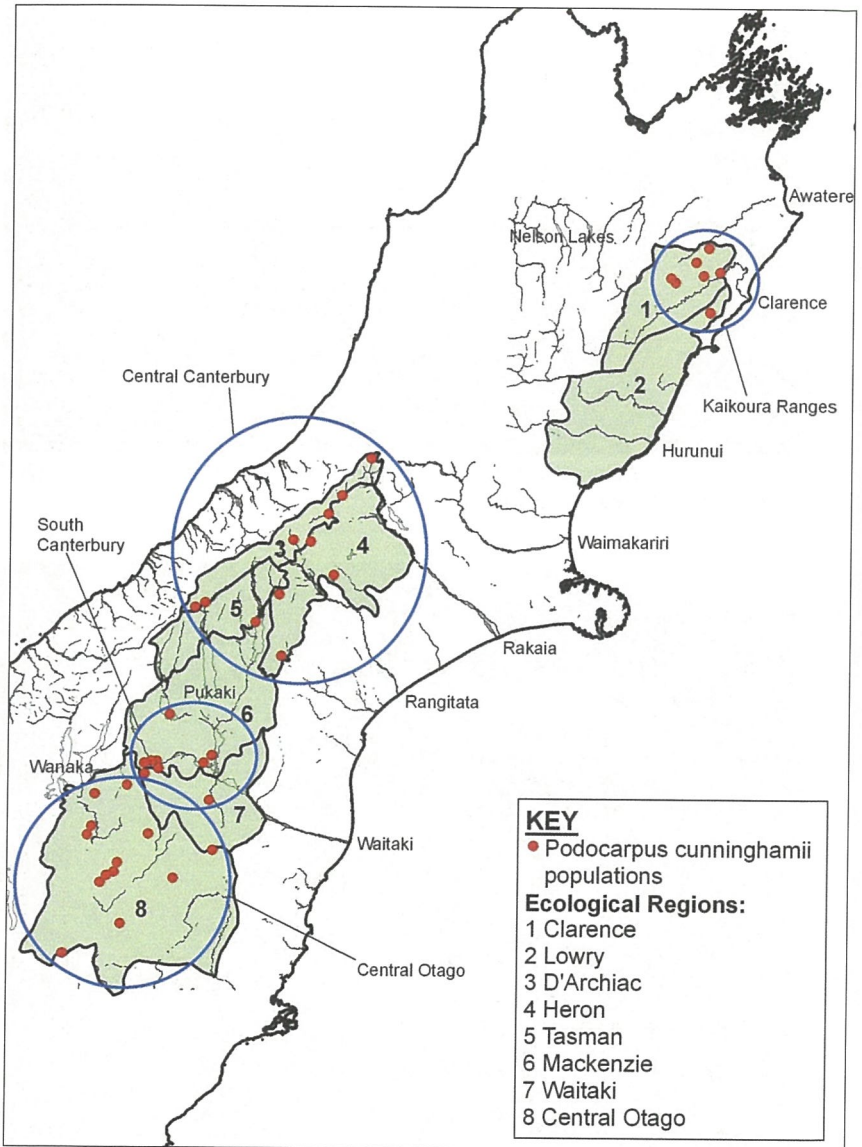 Awatere
Nelson Lakes
1
Clarence
2
Kaikoura Ranges
Central Canterbury
Hurunui
South
Canterbury
Waimakariri
3
4
5
Rakaia
Pukaki
6
Rangitata
Wanaka
7
Waitaki
8
Central Otago
KEY
Podocarpus cunninghamii
populations
Ecological Regions:
1 Clarence
2 Lowry
3 D'Archiac
4 Heron
5 Tasman
6 Mackenzie
7 Waitaki
8 Central Otago